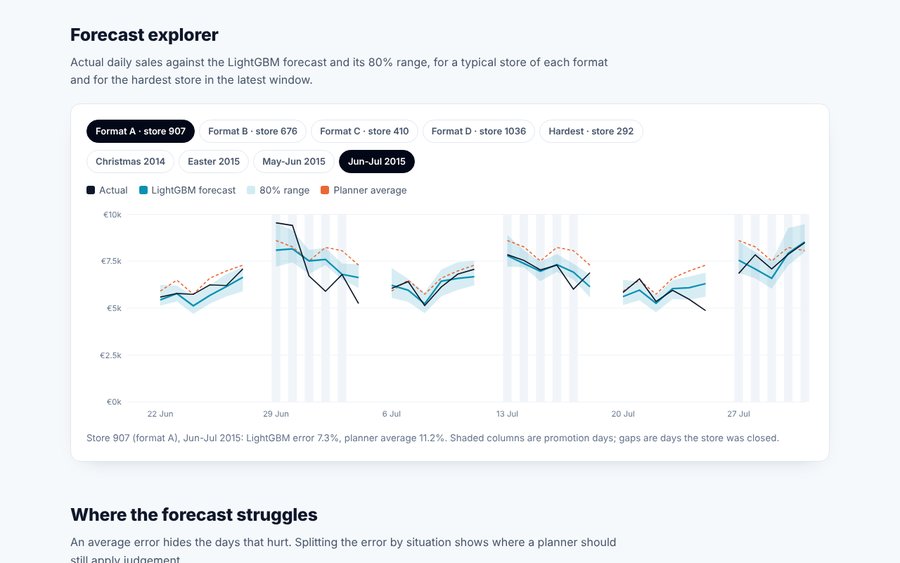 Forecast explorer
Actual daily sales against the LightGBM forecast and its 80% range, for a typical store of each format
and for the hardest store in the latest window.
Format A · store 907 Format B · store 676 Format C · store 410 Format D · store 1036 Hardest · store 292
Christmas 2014 Easter 2015 May-Jun 2015 Jun-Jul 2015
Actual LightGBM forecast 80% range Planner average
€10k
€7.5k
€5k
€2.5k
€0k
22 Jun 29 Jun 6 Jul 13 Jul 20 Jul 27 Jul
Store 907 (format A), Jun-Jul 2015: LightGBM error 7.3%, planner average 11.2%. Shaded columns are promotion days; gaps are days the store was closed.
Where the forecast struggles
An average error hides the days that hurt. Splitting the error by situation shows where a planner should
still apply judgement.